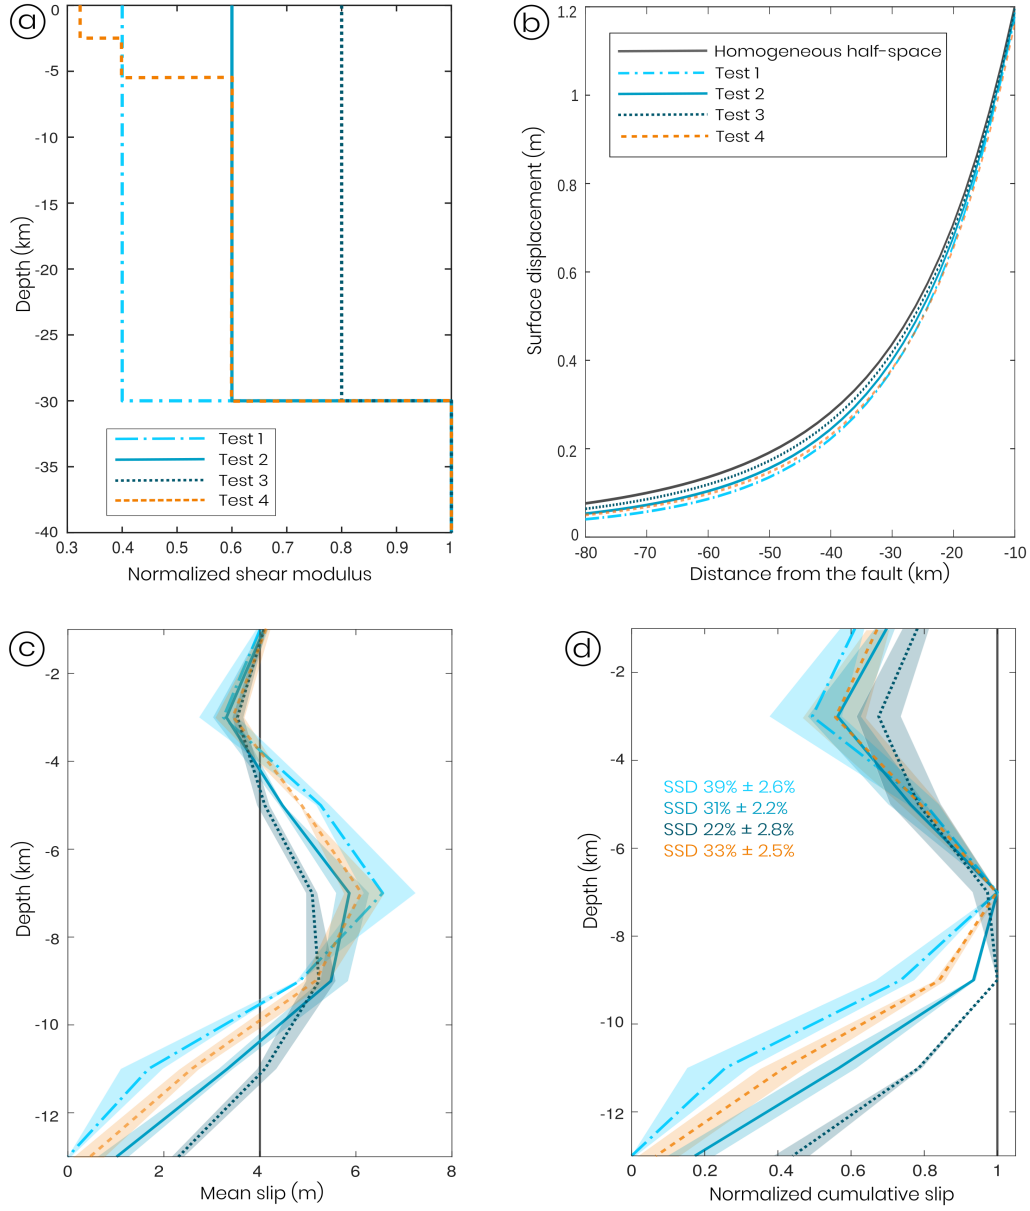 a
0
-5
-10
-15
-20
-25
-30
-35
-40
Depth (km)
Test 1
Test 2
Test 3
Test 4
0.3 0.4 0.5 0.6 0.7 0.8 0.9 1
Normalized shear modulus
b
1.2
1
0.8
0.6
0.4
0.2
0
Surface displacement (m)
Homogeneous half-space
Test 1
Test 2
Test 3
Test 4
-80 -70 -60 -50 -40 -30 -20 -10
Distance from the fault (km)
c
-2
-4
-6
-8
-10
-12
Depth (km)
0 2 4 6 8
Mean slip (m)
d
-2
-4
-6
-8
-10
-12
Depth (km)
SSD 39% ± 2.6%
SSD 31% ± 2.2%
SSD 22% ± 2.8%
SSD 33% ± 2.5%
0 0.2 0.4 0.6 0.8 1
Normalized cumulative slip